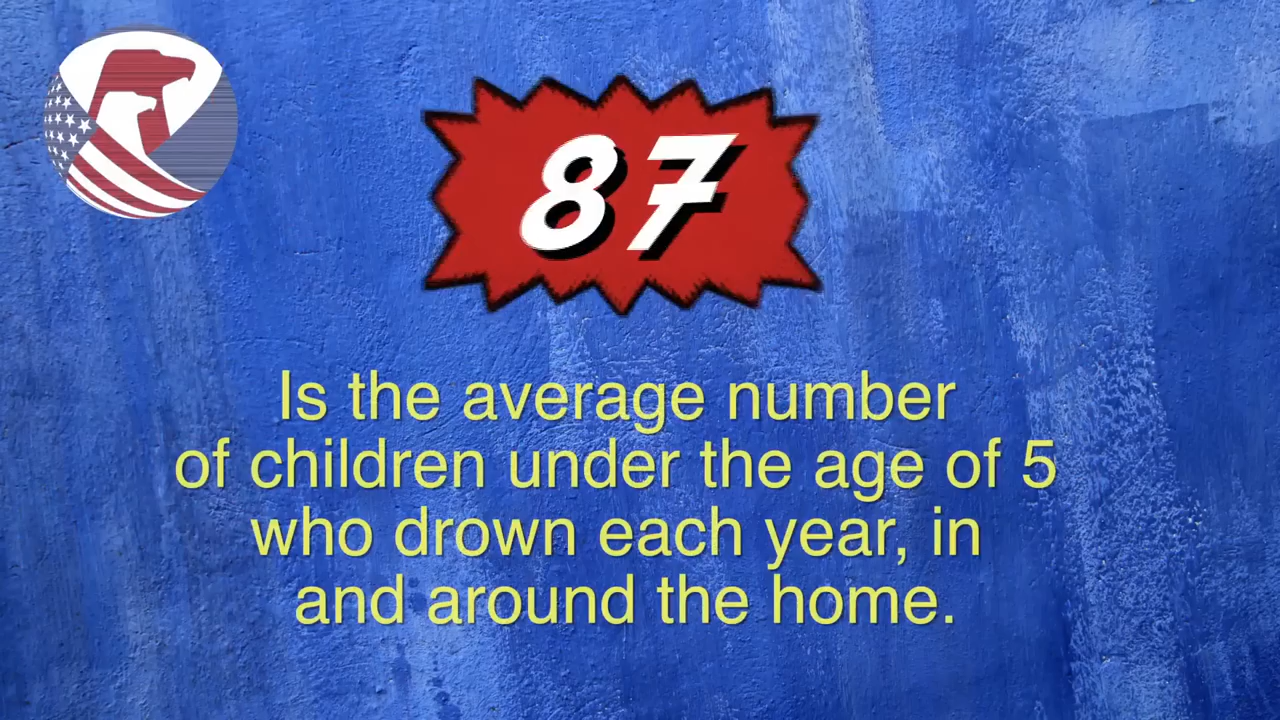 87
Is the average number
of children under the age of 5
who drown each year, in
and around the home.